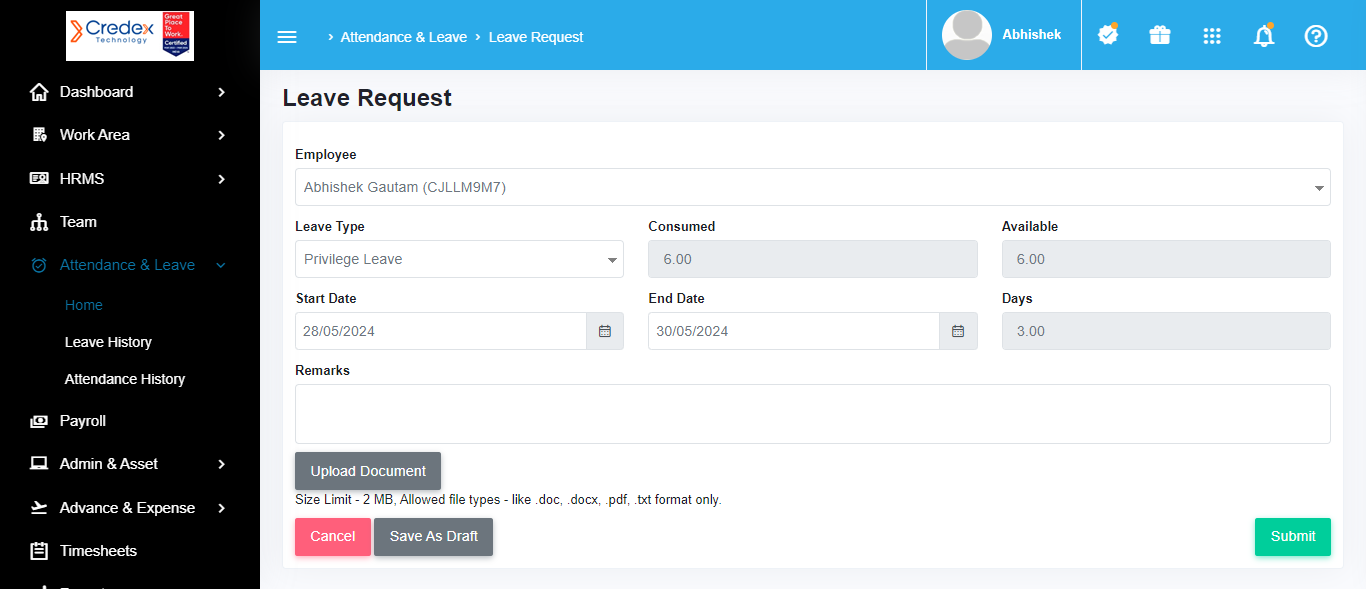 Credex
Technology
Great
Place
To
Work.
Certified
Dashboard
Work Area
HRMS
Team
Attendance & Leave
Home
Leave History
Attendance History
Payroll
Admin & Asset
Advance & Expense
Timesheets
› Attendance & Leave › Leave Request
Abhishek
Leave Request
Employee
Abhishek Gautam (CJLLM9M7)
Leave Type Consumed Available
Privilege Leave 6.00 6.00
Start Date End Date Days
28/05/2024 30/05/2024 3.00
Remarks
Upload Document
Size Limit - 2 MB, Allowed file types - like .doc, .docx, .pdf, .txt format only.
Cancel Save As Draft Submit